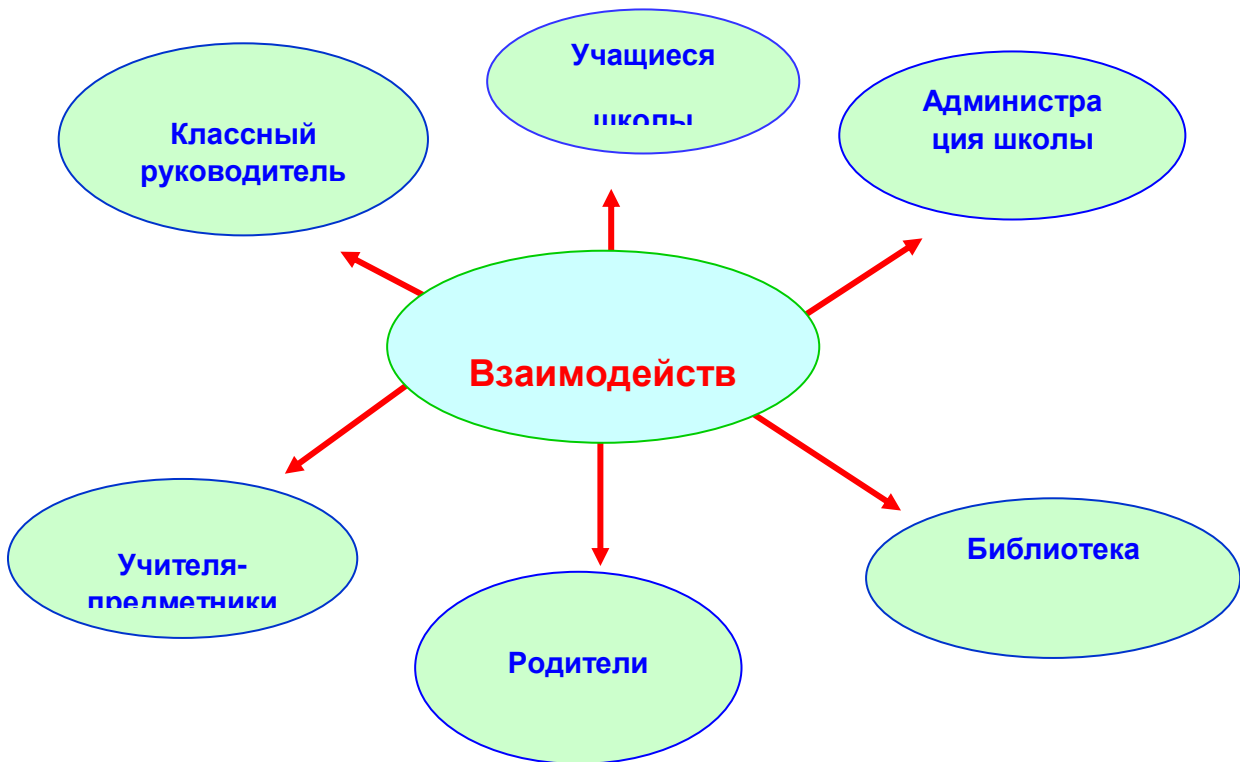 Учащиеся
школы
Администра
ция школы
Классный
руководитель
Взаимодейств
Учителя-
предметники
Библиотека
Родители